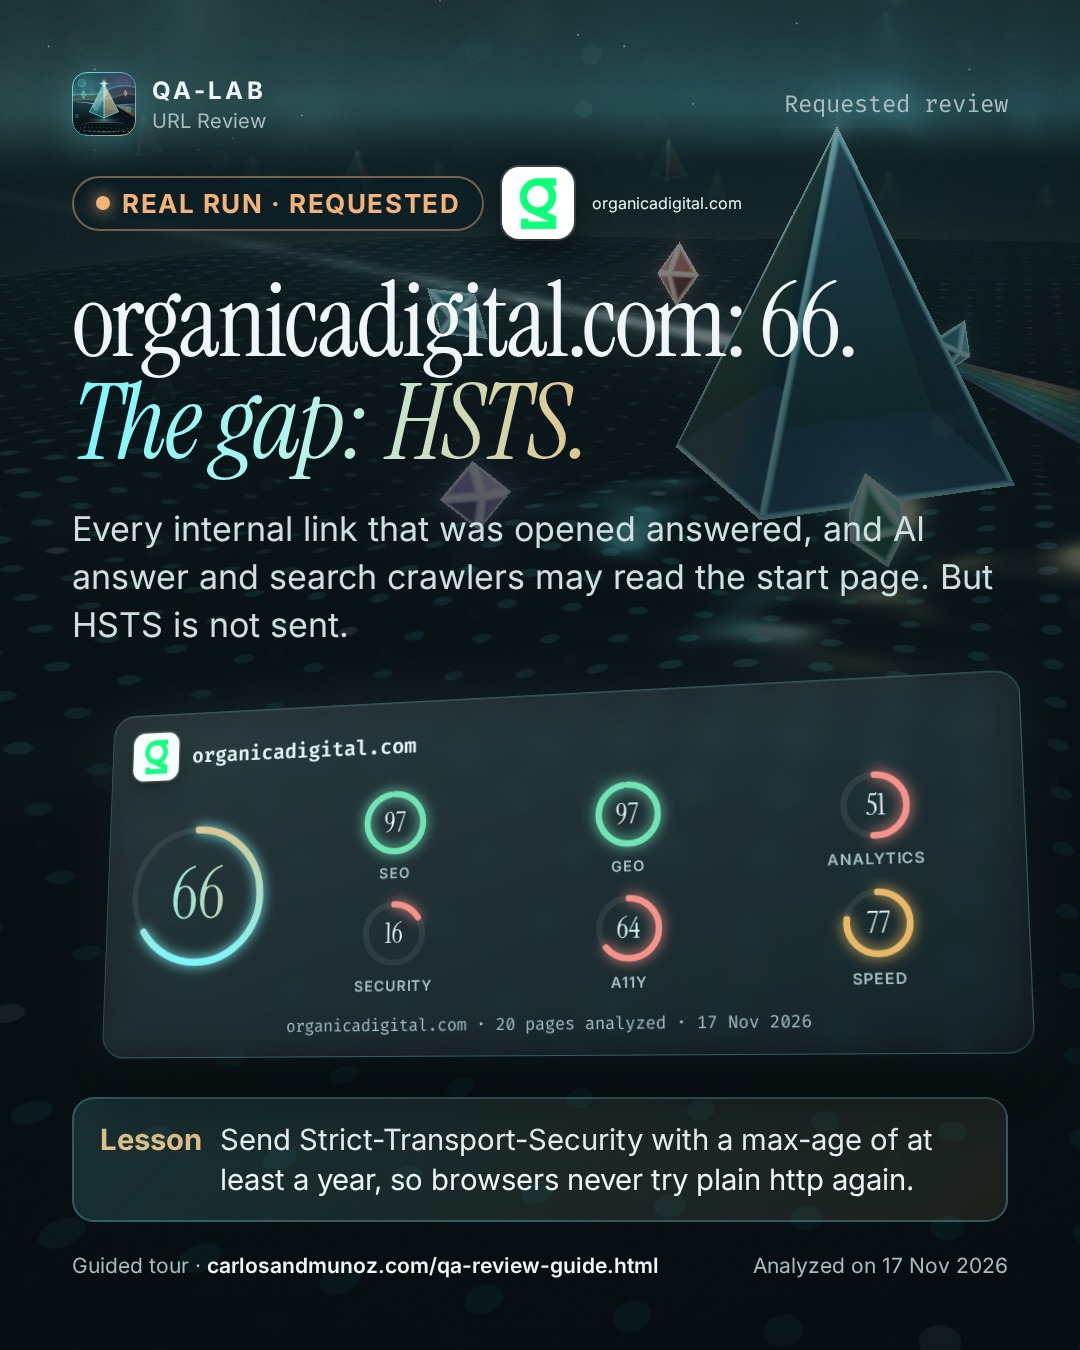 QA-LAB
URL Review
Requested review
REAL RUN · REQUESTED
organicadigital.com
organicadigital.com: 66.
The gap: HSTS.
Every internal link that was opened answered, and AI
answer and search crawlers may read the start page. But
HSTS is not sent.
organicadigital.com
66
97
SEO
97
GEO
51
ANALYTICS
16
SECURITY
64
A11Y
77
SPEED
organicadigital.com · 20 pages analyzed · 17 Nov 2026
Lesson Send Strict-Transport-Security with a max-age of at
least a year, so browsers never try plain http again.
Guided tour · carlosandmunoz.com/qa-review-guide.html
Analyzed on 17 Nov 2026